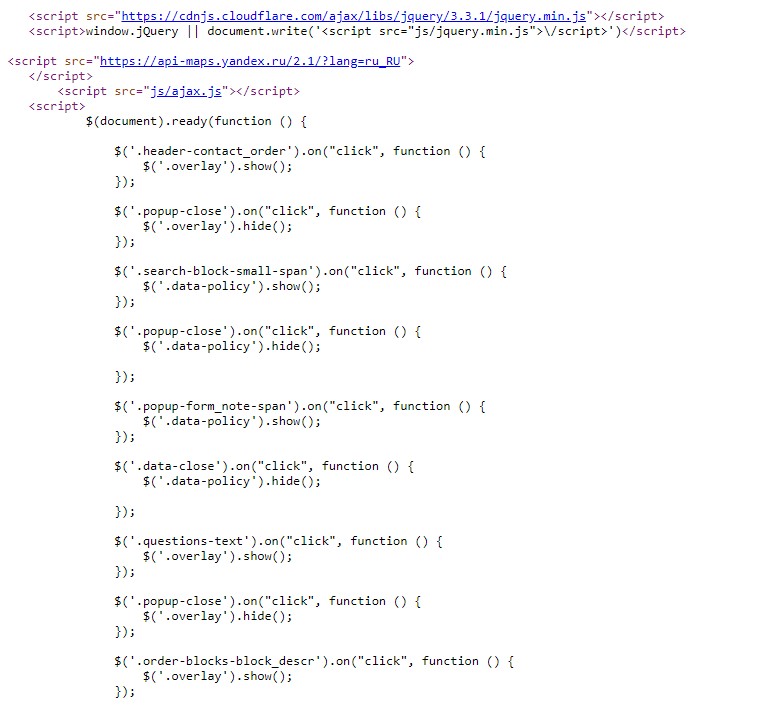 <script src="https://cdnjs.cloudflare.com/ajax/libs/jquery/3.3.1/jquery.min.js"></script>
<script>window.jQuery || document.write('<script src="js/jquery.min.js">\/script>')</script>
<script src="https://api-maps.yandex.ru/2.1/?lang=ru_RU">
</script>
<script src="js/ajax.js"></script>
<script>
$(document).ready(function () {
$('.header-contact_order').on("click", function () {
$('.overlay').show();
});
$('.popup-close').on("click", function () {
$('.overlay').hide();
});
$('.search-block-small-span').on("click", function () {
$('.data-policy').show();
});
$('.popup-close').on("click", function () {
$('.data-policy').hide();
});
$('.popup-form_note-span').on("click", function () {
$('.data-policy').show();
});
$('.data-close').on("click", function () {
$('.data-policy').hide();
});
$('.questions-text').on("click", function () {
$('.overlay').show();
});
$('.popup-close').on("click", function () {
$('.overlay').hide();
});
$('.order-blocks-block_descr').on("click", function () {
$('.overlay').show();
});